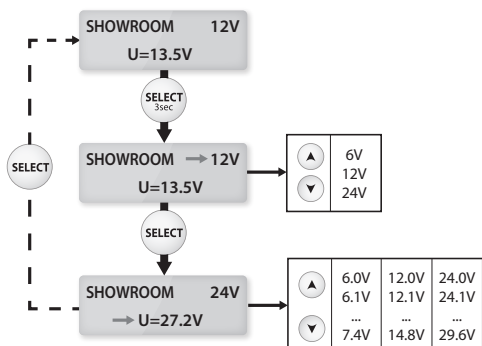 SHOWROOM 12V
U=13.5V
SELECT
3sec
SELECT
SHOWROOM → 12V
U=13.5V
6V
12V
24V
SELECT
SHOWROOM 24V
→ U=27.2V
6.0V 12.0V 24.0V
6.1V 12.1V 24.1V
... ... ...
7.4V 14.8V 29.6V